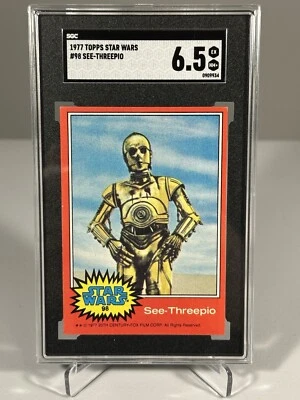 SGC
1977 TOPPS STAR WARS
#98 SEE-THREEPIO
6.5
EX
NM+
0909934
STAR
WARS
98
See-Threepio
★★ © 1977 20TH CENTURY-FOX FILM CORP. All Rights Reserved